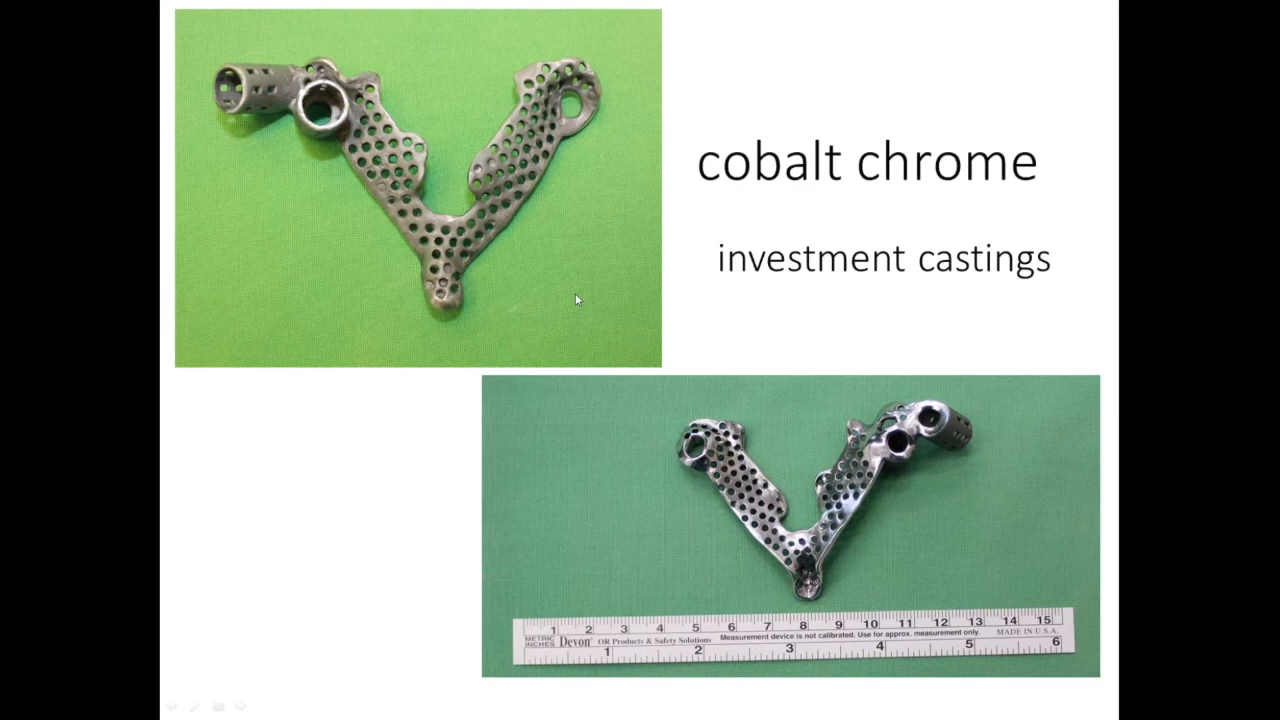 cobalt chrome
investment castings
1 2 3 4 5 6 7 8 9 10 11 12 13 14 15
METRIC
INCHES Devon® OR Products & Safety Solutions Measurement device is not calibrated. Use for approx. measurement only. MADE IN U.S.A.
1 2 3 4 5 6